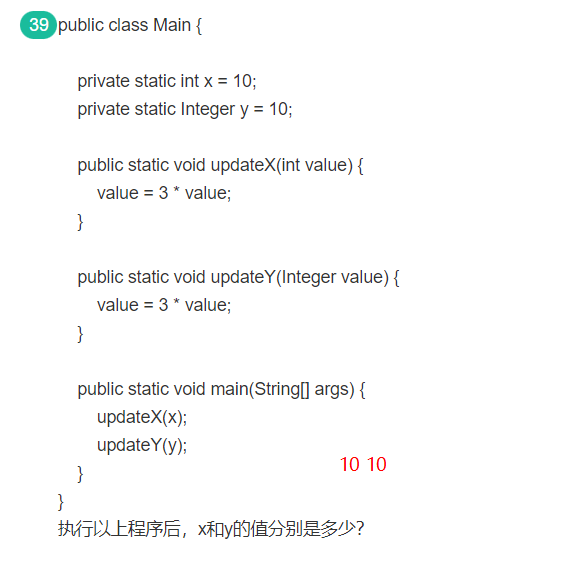 39 public class Main {
private static int x = 10;
private static Integer y = 10;
public static void updateX(int value) {
value = 3 * value;
}
public static void updateY(Integer value) {
value = 3 * value;
}
public static void main(String[] args) {
updateX(x);
updateY(y);
10 10
}
}
执行以上程序后，x和y的值分别是多少?